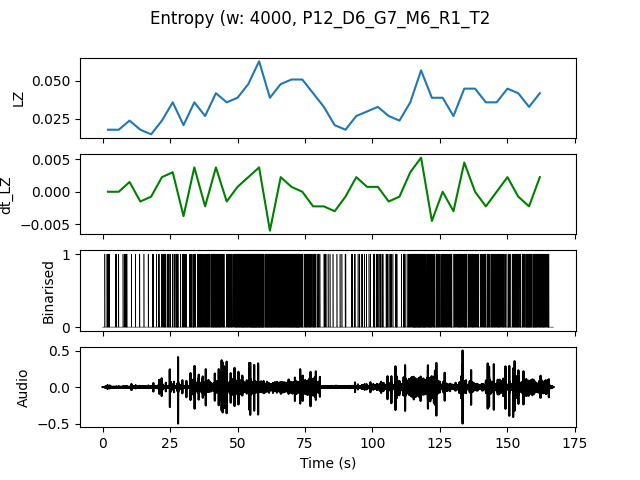 Entropy (w: 4000, P12_D6_G7_M6_R1_T2
LZ
0.050
0.025
dt_LZ
0.005
0.000
−0.005
Binarised
1
0
Audio
0.5
0.0
−0.5
0 25 50 75 100 125 150 175
Time (s)